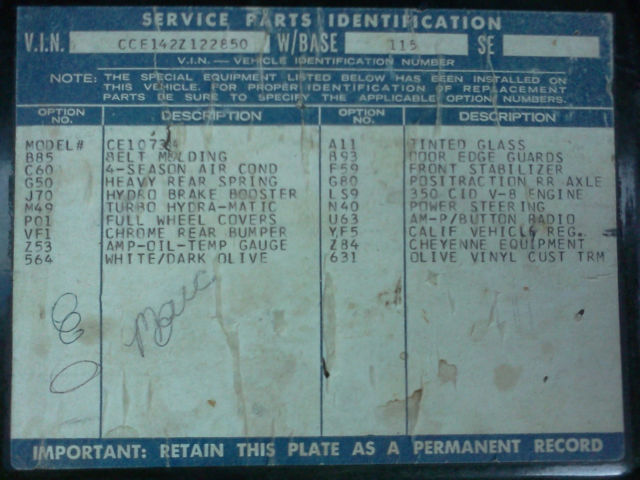 SERVICE PARTS IDENTIFICATION
V.I.N. CCE142Z122850 W/BASE 115 SE
V.I.N. — VEHICLE IDENTIFICATION NUMBER
NOTE: THE SPECIAL EQUIPMENT LISTED BELOW HAS BEEN INSTALLED ON
THIS VEHICLE. FOR PROPER IDENTIFICATION OF REPLACEMENT
PARTS BE SURE TO SPECIFY THE APPLICABLE OPTION NUMBERS.
OPTION NO. DESCRIPTION OPTION NO. DESCRIPTION
MODEL# CE10734 A11 TINTED GLASS
B85 BELT MOLDING B93 DOOR EDGE GUARDS
C60 4-SEASON AIR COND F59 FRONT STABILIZER
G50 HEAVY REAR SPRING G80 POSITRACTION RR AXLE
J70 HYDRO BRAKE BOOSTER LS9 350 CID V-8 ENGINE
M49 TURBO HYDRA-MATIC N40 POWER STEERING
P01 FULL WHEEL COVERS U63 AM-P/BUTTON RADIO
VF1 CHROME REAR BUMPER YF5 CALIF VEHICLE REG.
Z53 AMP-OIL-TEMP GAUGE Z84 CHEYENNE EQUIPMENT
564 WHITE/DARK OLIVE 631 OLIVE VINYL CUST TRM
Marc
IMPORTANT: RETAIN THIS PLATE AS A PERMANENT RECORD